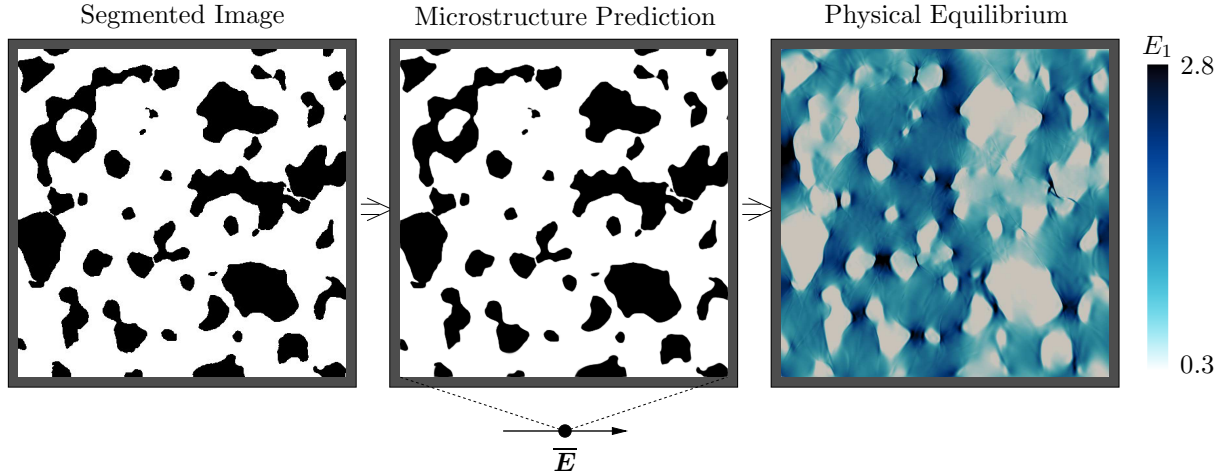 Segmented Image
Microstructure Prediction
Physical Equilibrium
E₁
2.8
0.3
E̅